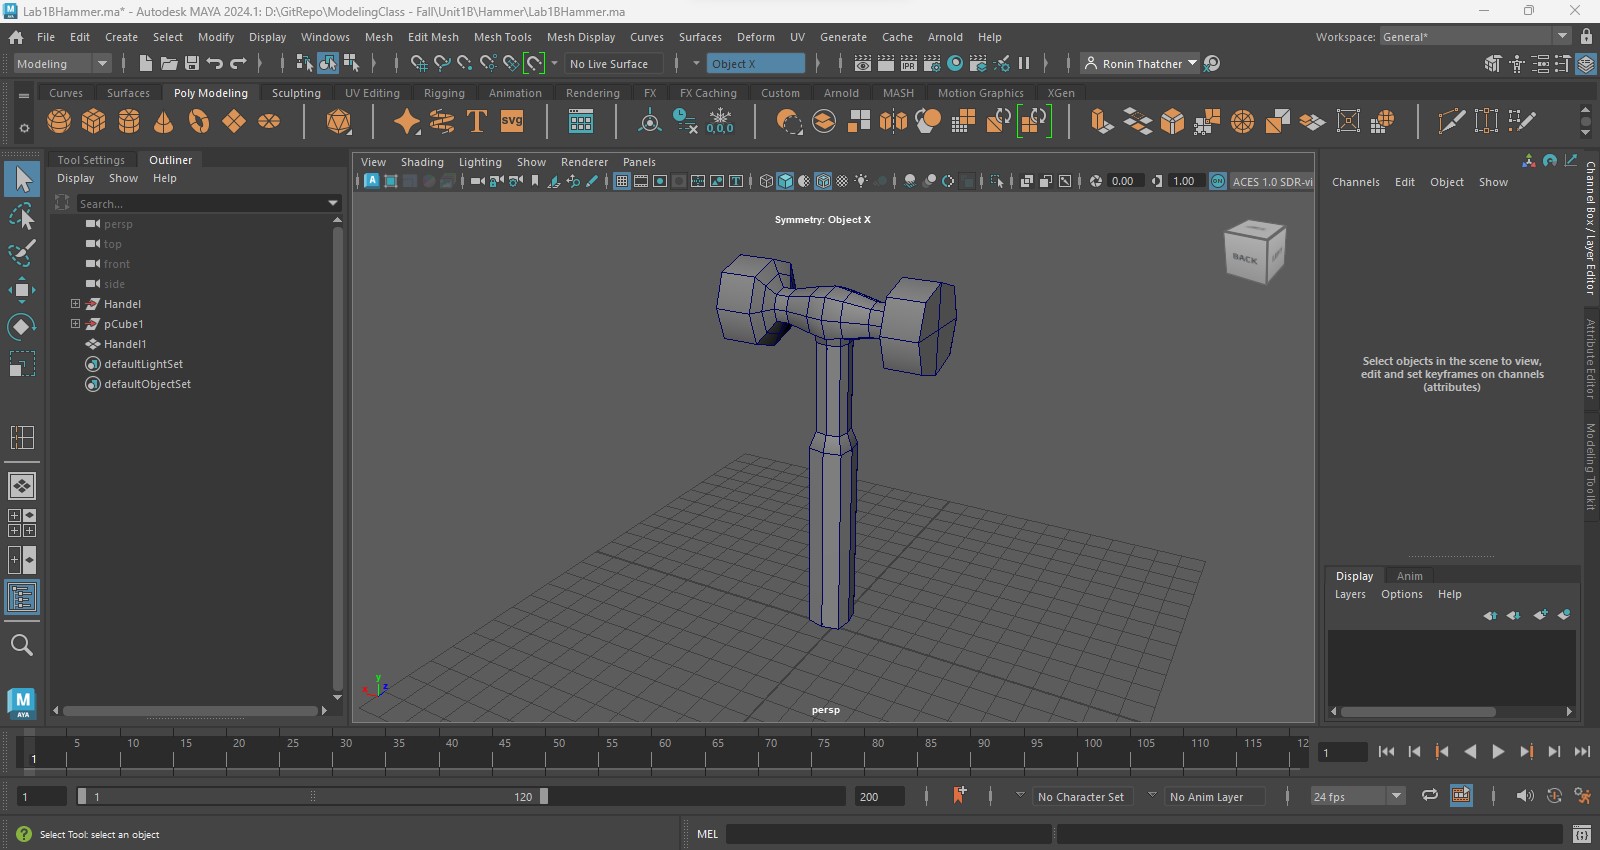 Lab1BHammer.ma* - Autodesk MAYA 2024.1: D:\GitRepo\ModelingClass - Fall\Unit1B\Hammer\Lab1BHammer.ma
File Edit Create Select Modify Display Windows Mesh Edit Mesh Mesh Tools Mesh Display Curves Surfaces Deform UV Generate Cache Arnold Help Workspace: General*
Modeling No Live Surface Object X Ronin Thatcher
Curves Surfaces Poly Modeling Sculpting UV Editing Rigging Animation Rendering FX FX Caching Custom Arnold MASH Motion Graphics XGen
T SVG 0,0,0
Tool Settings Outliner
Display Show Help
Search...
persp
top
front
side
Handel
pCube1
Handel1
defaultLightSet
defaultObjectSet
View Shading Lighting Show Renderer Panels
0.00 1.00 ON ACES 1.0 SDR-vi
Symmetry: Object X
BACK
y
x z
persp
Channels Edit Object Show
Select objects in the scene to view,
edit and set keyframes on channels
(attributes)
Channel Box / Layer Editor
Attribute Editor
Modeling Toolkit
Display Anim
Layers Options Help
M
AYA
5 10 15 20 25 30 35 40 45 50 55 60 65 70 75 80 85 90 95 100 105 110 115 12
1 1
1 1 120 200 No Character Set No Anim Layer 24 fps
Select Tool: select an object MEL